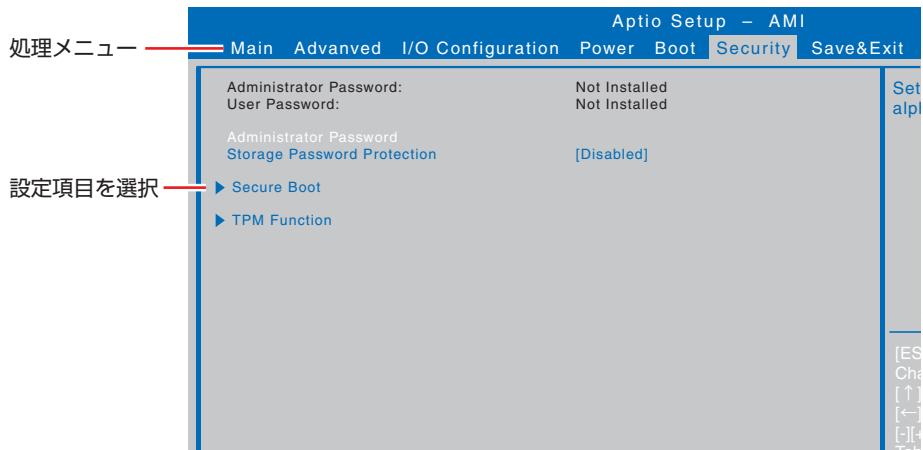 Aptio Setup – AMI
処理メニュー
Main Advanved I/O Configuration Power Boot Security Save&Exit
Administrator Password: Not Installed
User Password: Not Installed
Set
Administrator Password
Storage Password Protection [Disabled]
設定項目を選択
Secure Boot
TPM Function
[↑]
[←]